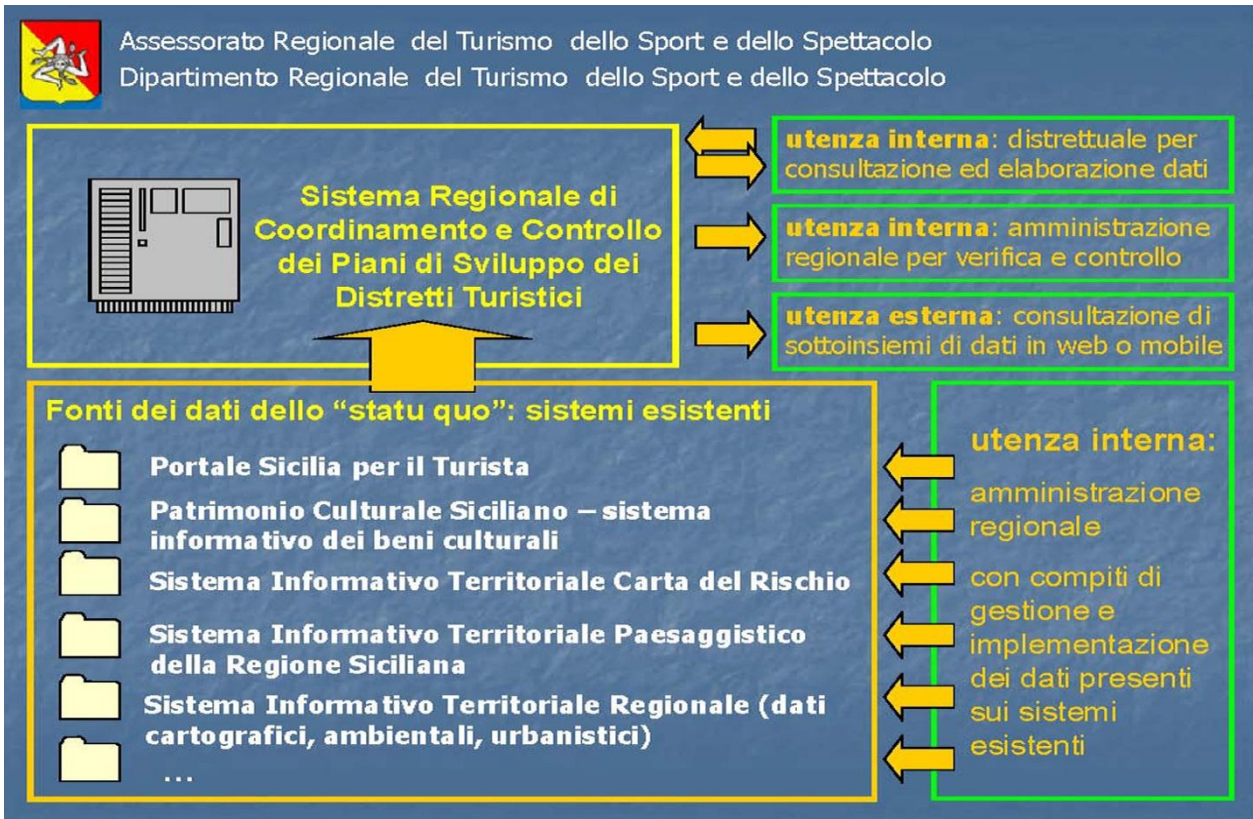 Assessorato Regionale del Turismo dello Sport e dello Spettacolo
Dipartimento Regionale del Turismo dello Sport e dello Spettacolo
Sistema Regionale di
Coordinamento e Controllo
dei Piani di Sviluppo dei
Distretti Turistici
utenza interna: distrettuale per
consultazione ed elaborazione dati
utenza interna: amministrazione
regionale per verifica e controllo
utenza esterna: consultazione di
sottoinsiemi di dati in web o mobile
Fonti dei dati dello “statu quo”: sistemi esistenti
Portale Sicilia per il Turista
Patrimonio Culturale Siciliano – sistema
informativo dei beni culturali
Sistema Informativo Territoriale Carta del Rischio
Sistema Informativo Territoriale Paesaggistico
della Regione Siciliana
Sistema Informativo Territoriale Regionale (dati
cartografici, ambientali, urbanistici)
...
utenza interna:
amministrazione
regionale
con compiti di
gestione e
implementazione
dei dati presenti
sui sistemi
esistenti